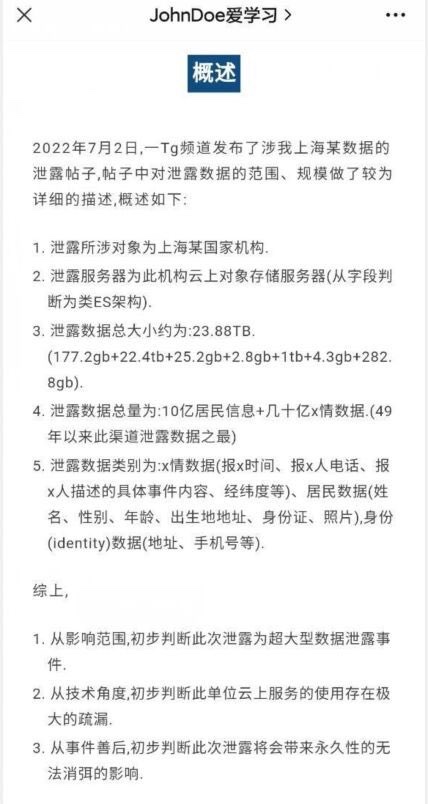 JohnDoe爱学习
概述
2022年7月2日,一Tg频道发布了涉我上海某数据的
泄露帖子,帖子中对泄露数据的范围、规模做了较为
详细的描述,概述如下:
1. 泄露所涉对象为上海某国家机构.
2. 泄露服务器为此机构云上对象存储服务器(从字段判
断为类ES架构).
3. 泄露数据总大小约为:23.88TB.
(177.2gb+22.4tb+25.2gb+2.8gb+1tb+4.3gb+282.
8gb).
4. 泄露数据总量为:10亿居民信息+几十亿x情数据.(49
年以来此渠道泄露数据之最)
5. 泄露数据类别为:x情数据(报x时间、报x人电话、报
x人描述的具体事件内容、经纬度等)、居民数据(姓
名、性别、年龄、出生地地址、身份证、照片),身份
(identity)数据(地址、手机号等).
综上,
1. 从影响范围,初步判断此次泄露为超大型数据泄露事
件.
2. 从技术角度,初步判断此单位云上服务的使用存在极
大的疏漏.
3. 从事件善后,初步判断此次泄露将会带来永久性的无
法消弭的影响.